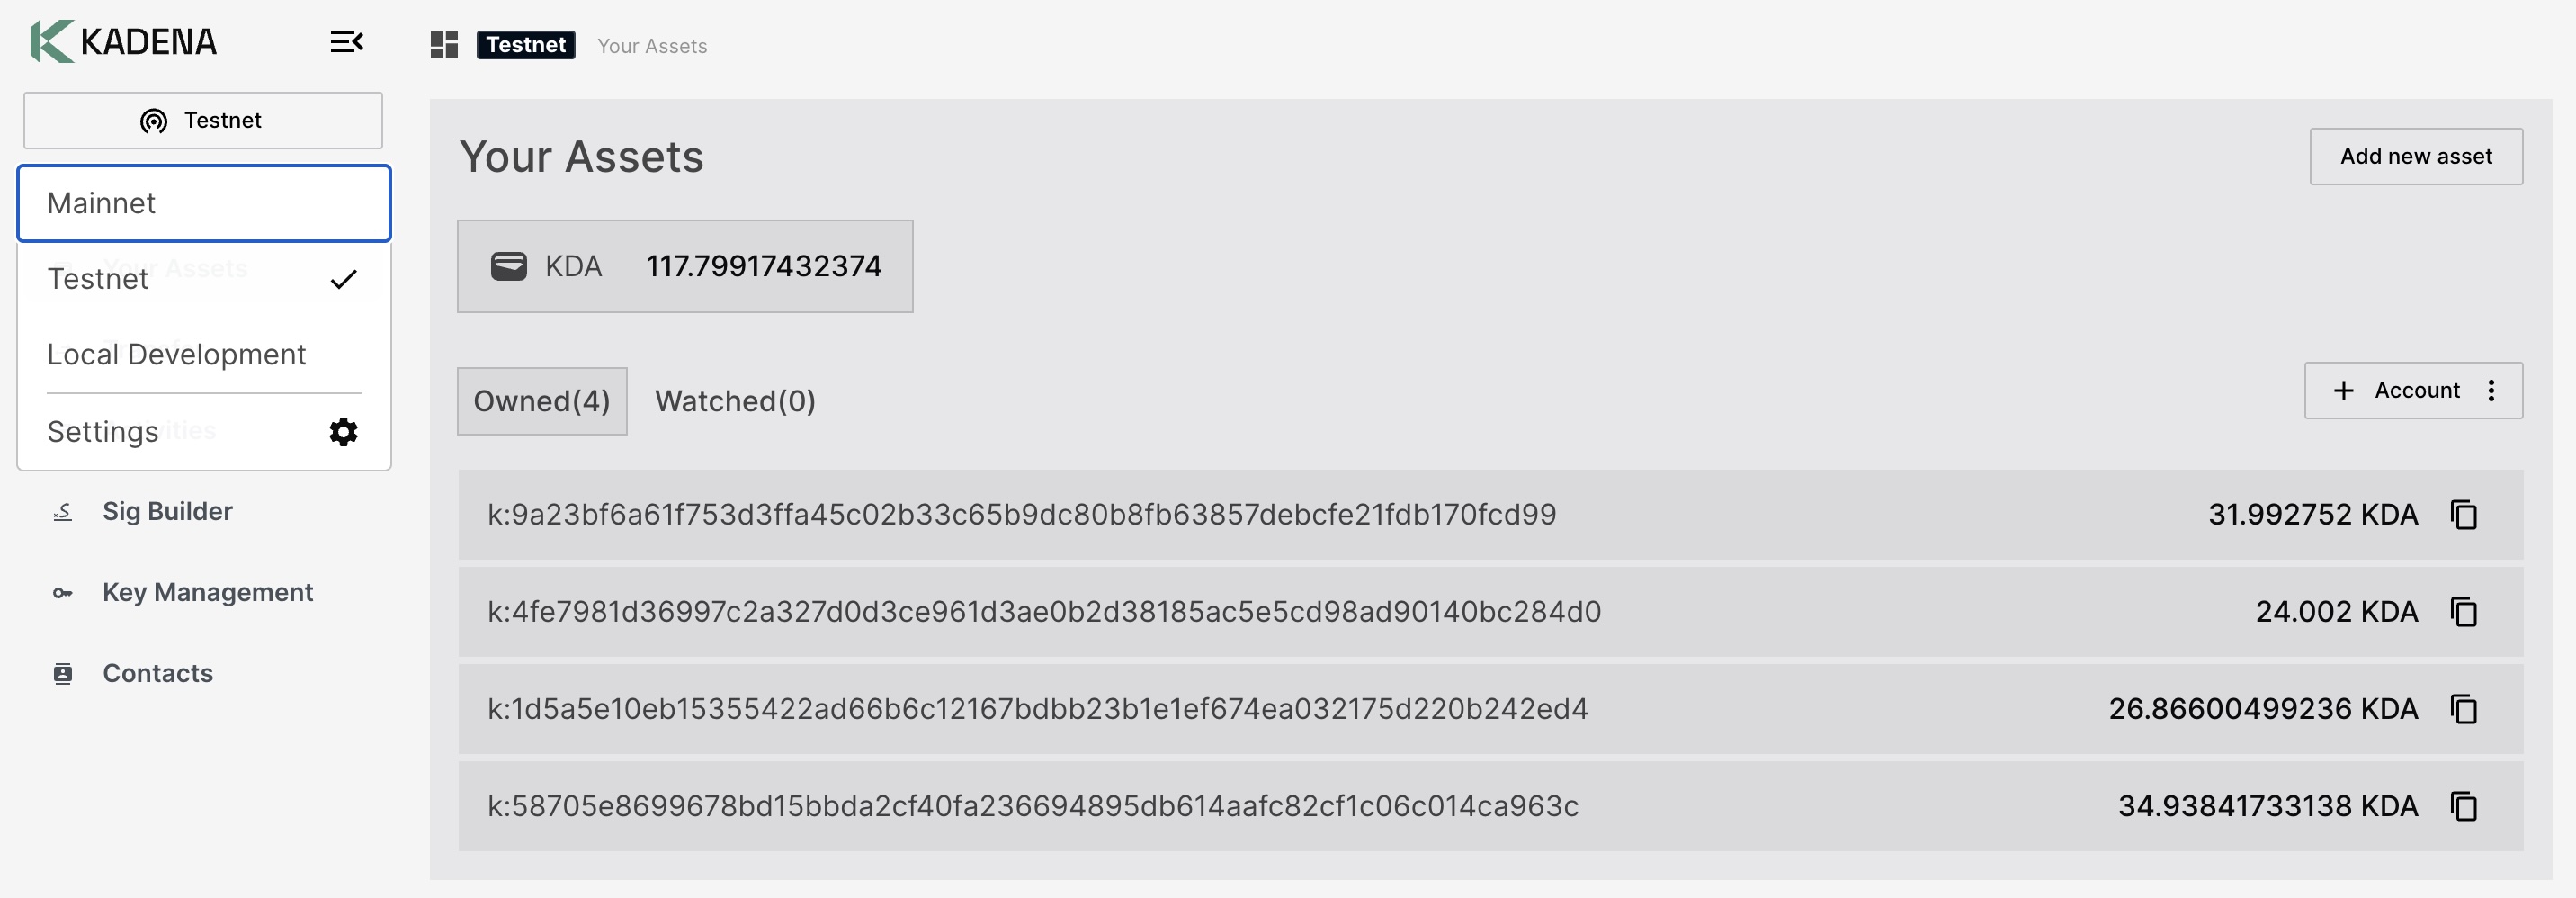 KADENA
Testnet
Mainnet
Your Assets
Testnet
Local Development
Settings
Sig Builder
Key Management
Contacts
Testnet Your Assets
Your Assets
Add new asset
KDA 117.79917432374
Owned(4) Watched(0)
Account
k:9a23bf6a61f753d3ffa45c02b33c65b9dc80b8fb63857debcfe21fdb170fcd99 31.992752 KDA
k:4fe7981d36997c2a327d0d3ce961d3ae0b2d38185ac5e5cd98ad90140bc284d0 24.002 KDA
k:1d5a5e10eb15355422ad66b6c12167bdbb23b1e1ef674ea032175d220b242ed4 26.86600499236 KDA
k:58705e8699678bd15bbda2cf40fa236694895db614aafc82cf1c06c014ca963c 34.93841733138 KDA